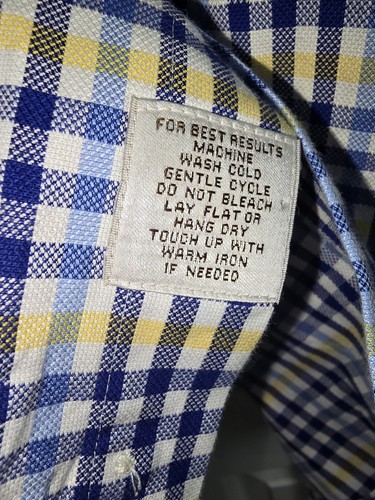 FOR BEST RESULTS
MACHINE
WASH COLD
GENTLE CYCLE
DO NOT BLEACH
LAY FLAT OR
HANG DRY
TOUCH UP WITH
WARM IRON
IF NEEDED